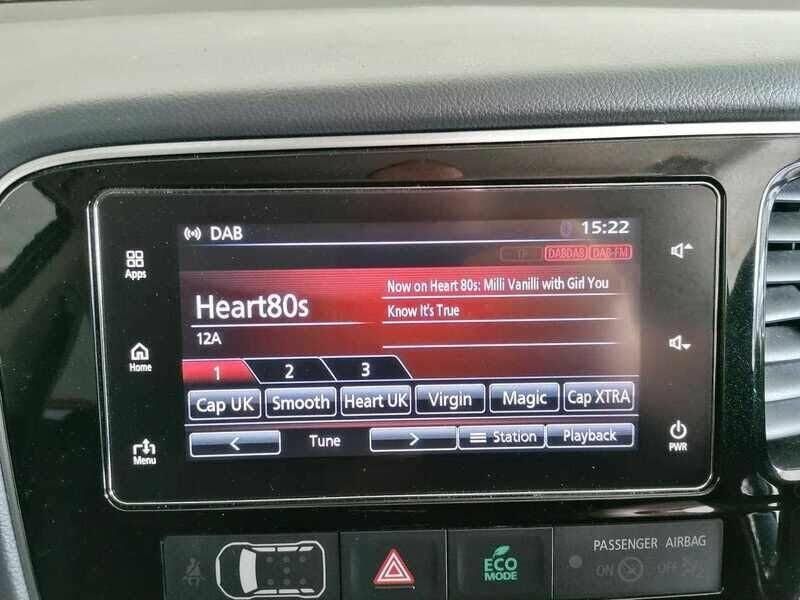 DAB
15:22
TP DABDAB DAB-FM
Apps
Heart80s
Now on Heart 80s: Milli Vanilli with Girl You
Know It's True
12A
Home
1 2 3
Cap UK Smooth Heart UK Virgin Magic Cap XTRA
< Tune > Station Playback
Menu
PWR
ECO
MODE
PASSENGER AIRBAG
ON OFF